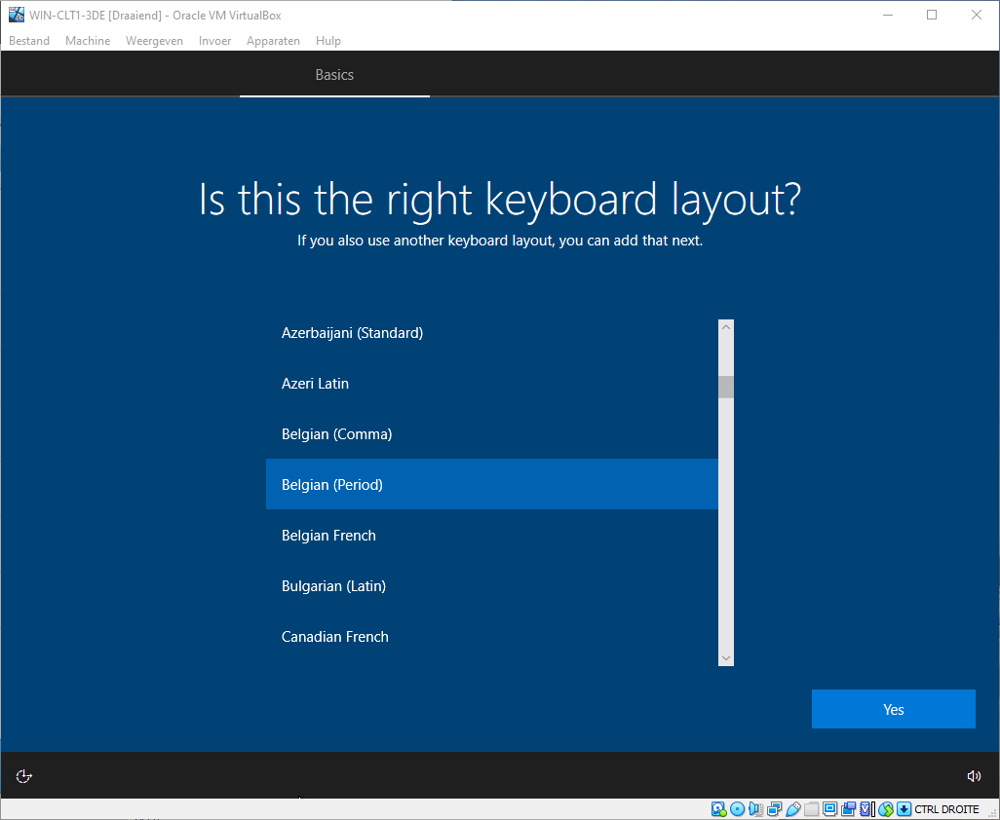 WIN-CLT1-3DE [Draaiend] - Oracle VM VirtualBox
Bestand Machine Weergeven Invoer Apparaten Hulp
Basics
Is this the right keyboard layout?
If you also use another keyboard layout, you can add that next.
Azerbaijani (Standard)
Azeri Latin
Belgian (Comma)
Belgian (Period)
Belgian French
Bulgarian (Latin)
Canadian French
Yes
CTRL DROITE